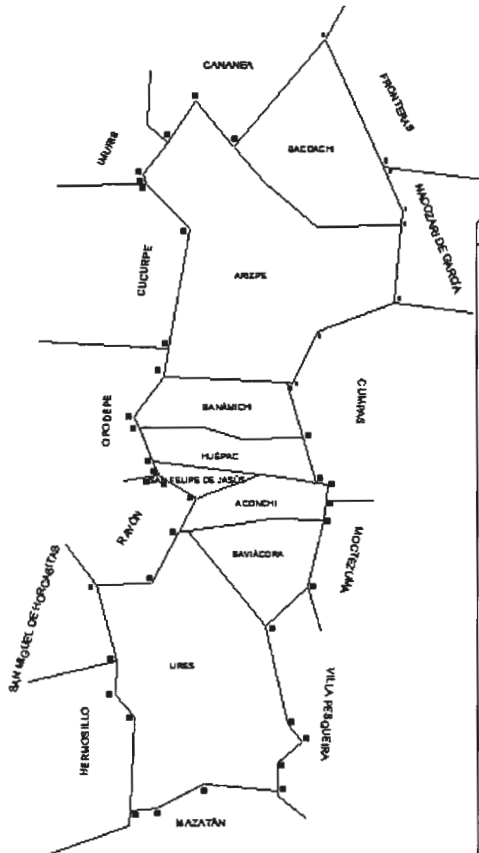 CANANEA
FRONTERAS
BACOACHI
IMURIS
NACOZARI DE GARCÍA
CUCURPE
ARIZPE
CUMPAS
BANÁMICHI
OPODEPE
HUÉPAC
SAN FELIPE DE JASÚS
ACONCHI
RAYÓN
MOCTEZUMA
BAVIÁCORA
SAN MIGUEL DE HORCASITAS
URES
VILLA PESQUEIRA
HERMOSILLO
MAZATÁN